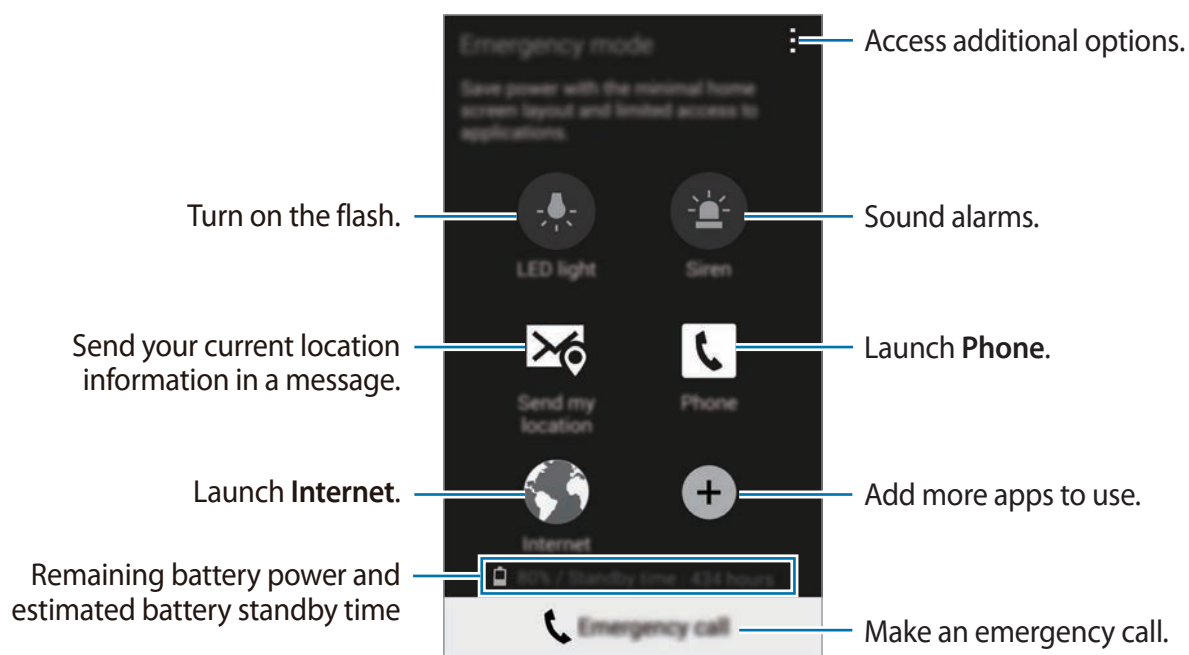 Emergency mode
Access additional options.
Save power with the minimal home
screen layout and limited access to
applications.
Turn on the flash.
LED light
Siren
Sound alarms.
Send your current location
information in a message.
Send my
location
Phone
Launch Phone.
Launch Internet.
Internet
Add more apps to use.
Remaining battery power and
estimated battery standby time
80% / Standby time : 434 hours
Emergency call
Make an emergency call.